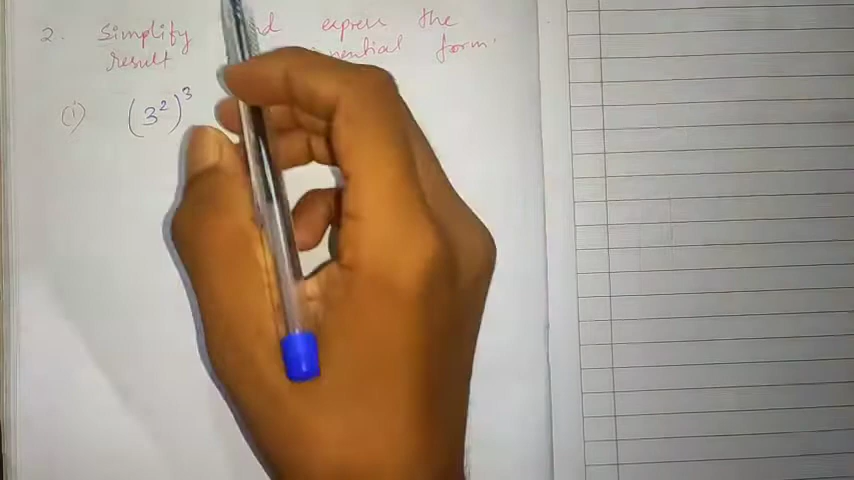 2. Simplify express the
result form.
(i) (3²)³